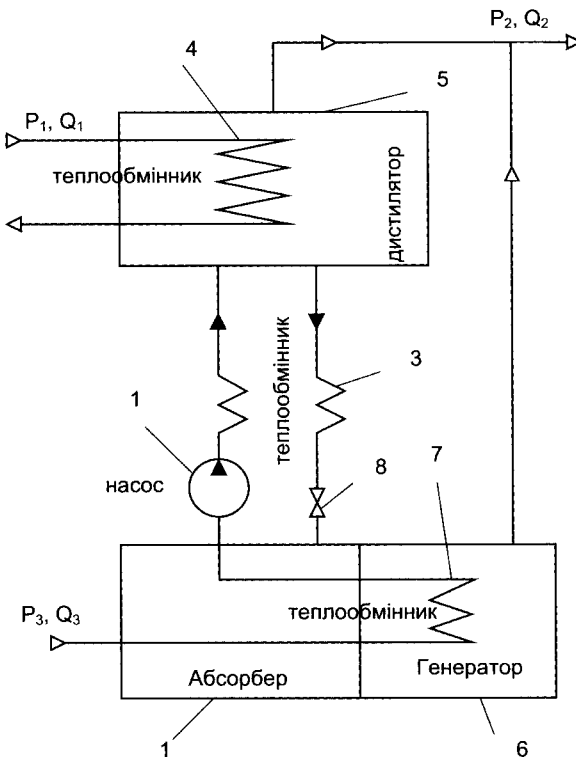 P2, Q2
4
5
P1, Q1
теплообмінник
дистилятор
теплообмінник
3
1
насос
8
7
P3, Q3
теплообмінник
Абсорбер
Генератор
1
6